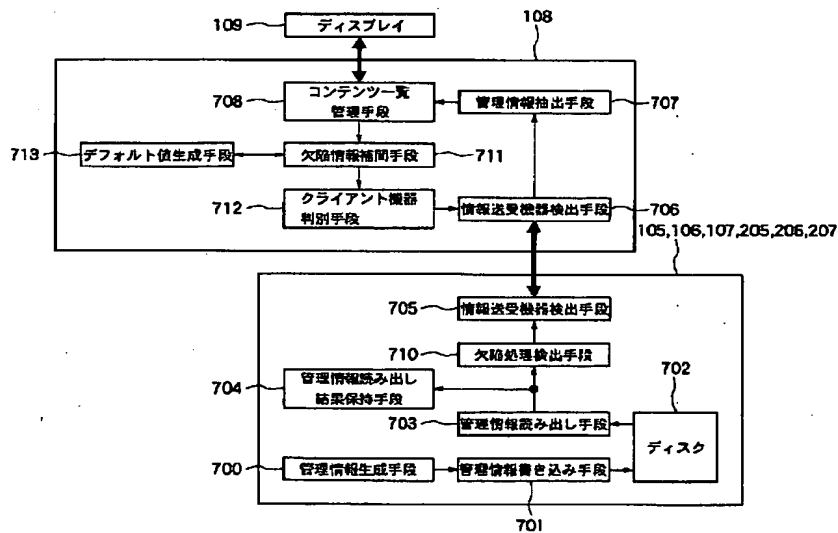 109
ディスプレイ
108
708
コンテンツ一覧
管理手段
管理情報抽出手段
707
713
デフォルト値生成手段
欠陥情報補間手段
711
712
クライアント機器
判別手段
情報送受機器検出手段
706
105,106,107,205,206,207
705
情報送受機器検出手段
710
欠陥処理検出手段
704
管理情報読み出し
結果保持手段
702
703
管理情報読み出し手段
ディスク
700
管理情報生成手段
管理情報書き込み手段
701